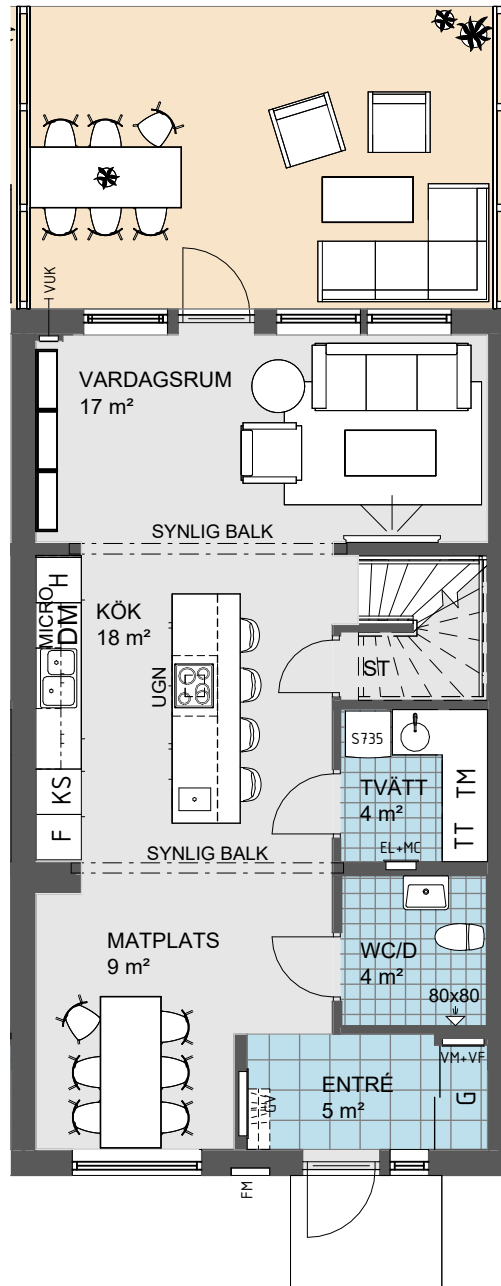 VUK
VARDAGSRUM
17 m²
SYNLIG BALK
H
MICRO
DM
KÖK
18 m²
UGN
ST
S735
TVÄTT
4 m²
TM
TT
KS
F
EL+MC
SYNLIG BALK
MATPLATS
9 m²
WC/D
4 m²
80x80
VM+VF
ENTRÉ
5 m²
G
GV
FM